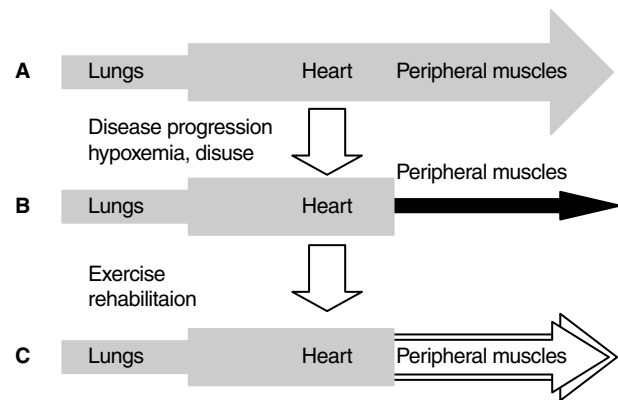 A Lungs Heart Peripheral muscles
Disease progression
hypoxemia, disuse
Peripheral muscles
B Lungs Heart
Exercise
rehabilitaion
C Lungs Heart Peripheral muscles